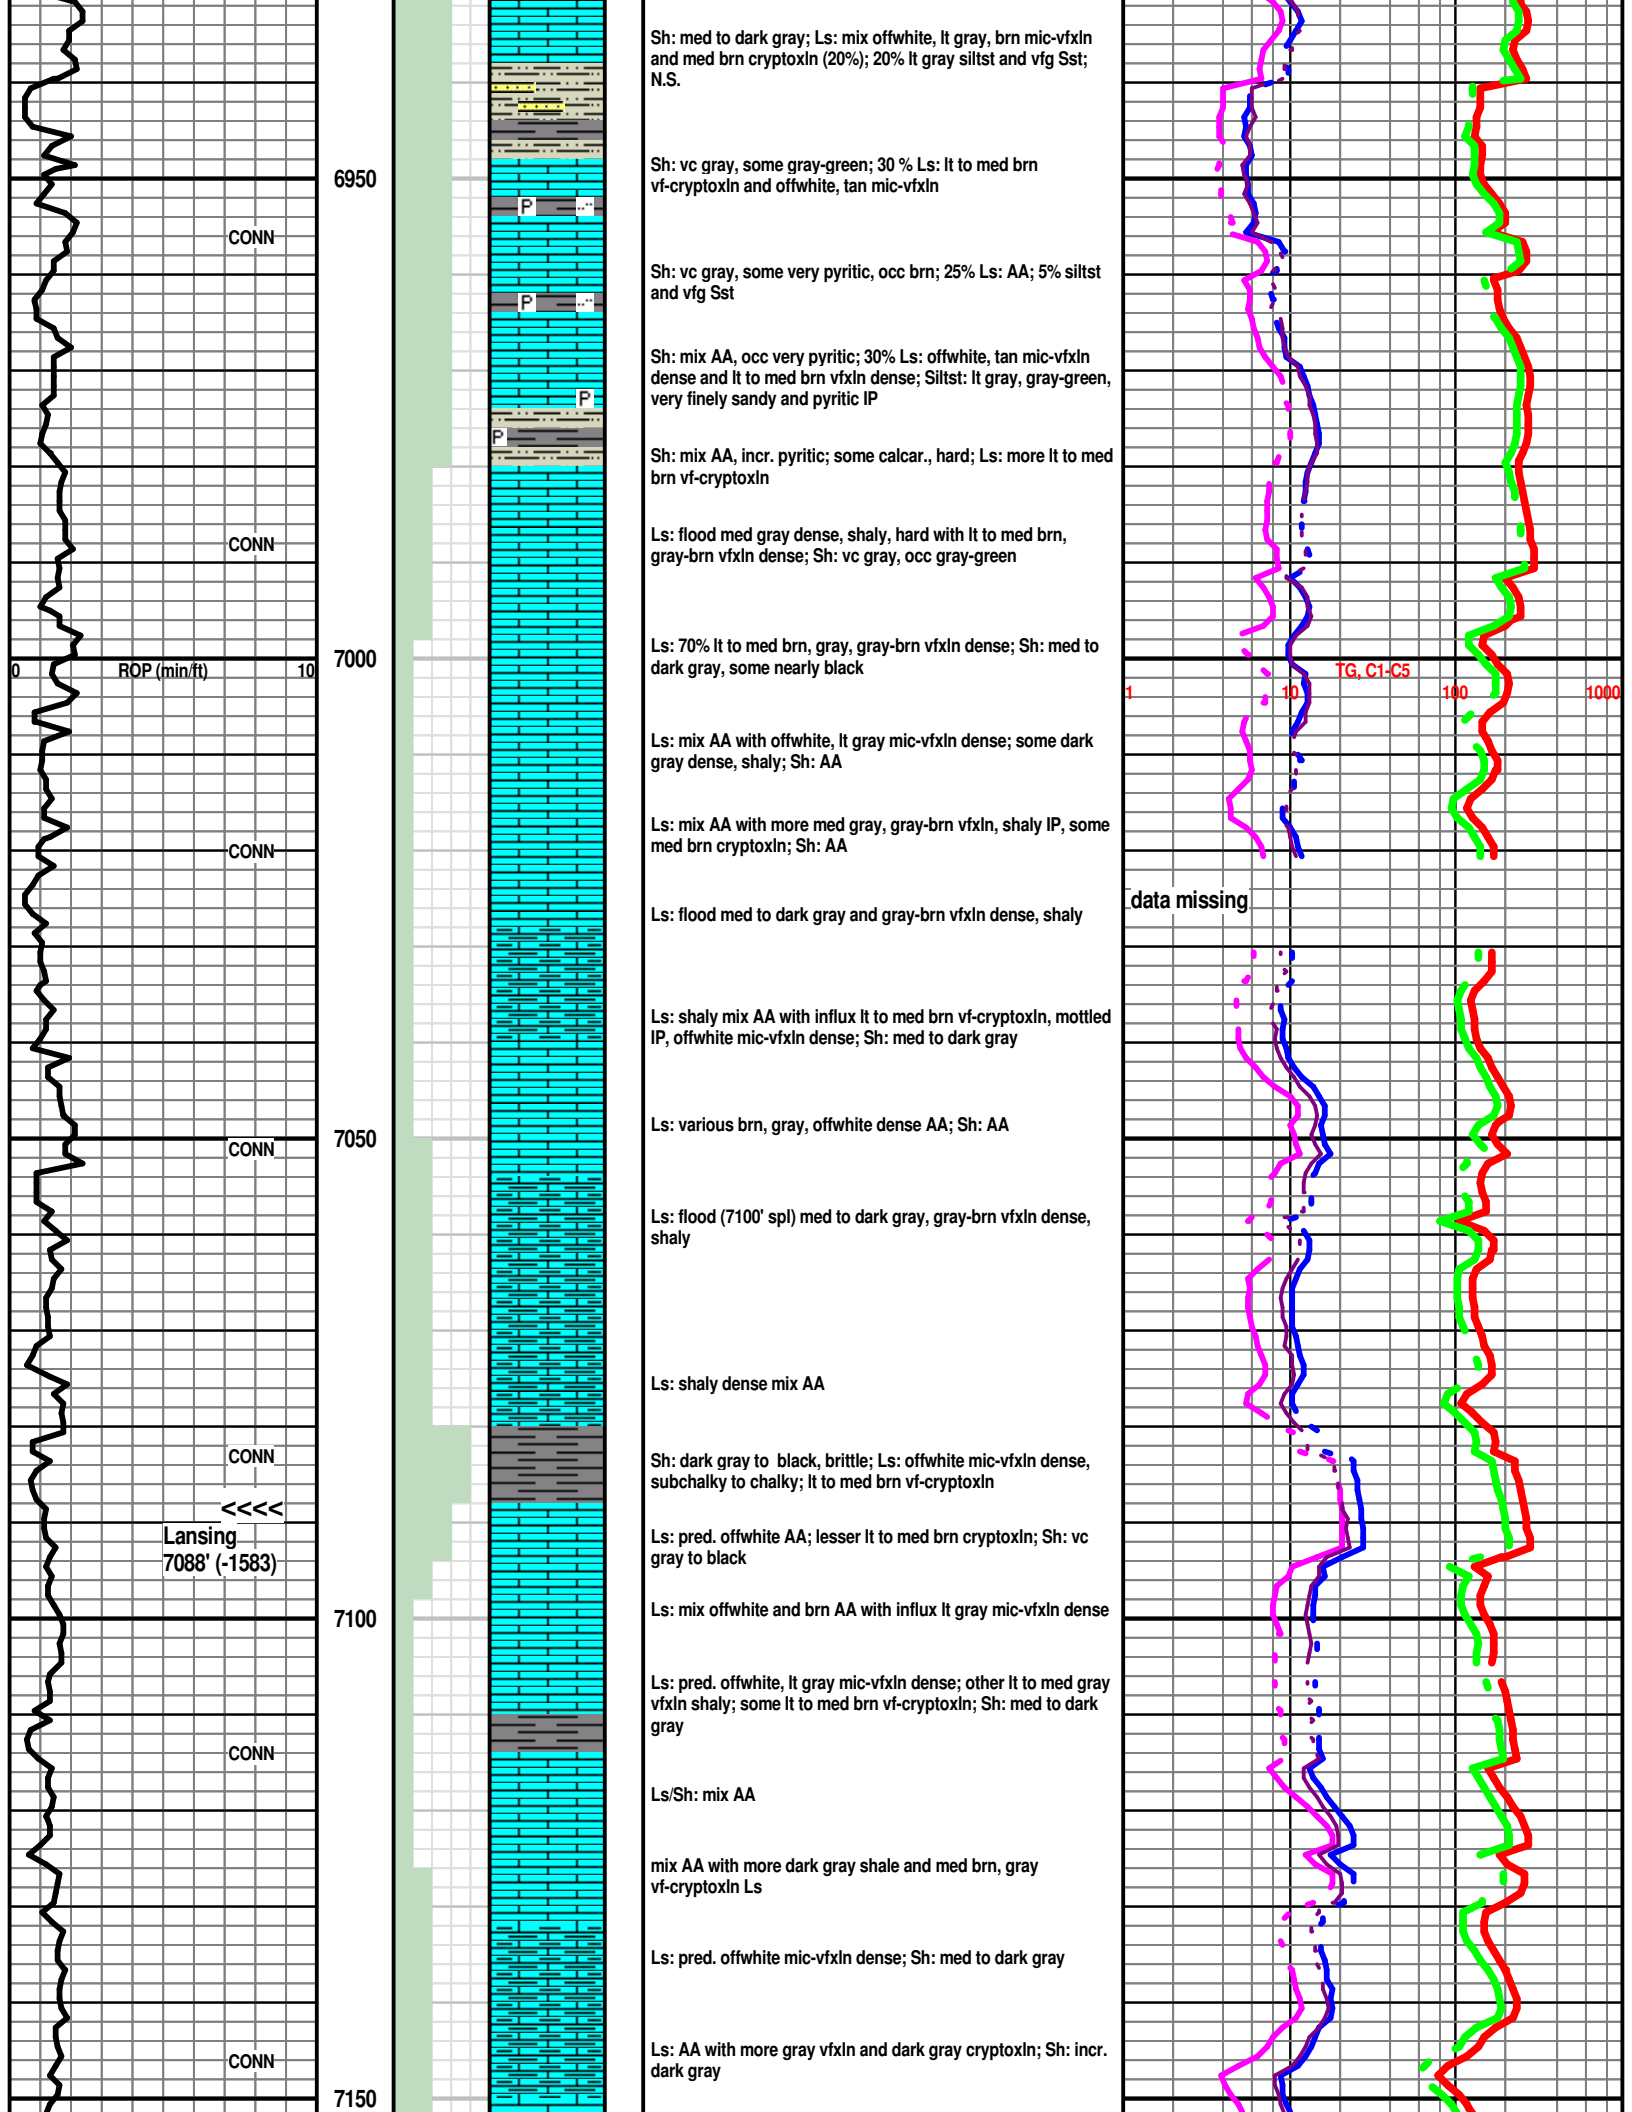 Sh: med to dark gray; Ls: mix offwhite, lt gray, brn mic-vfxln
and med brn cryptoxln (20%); 20% lt gray siltst and vfg Sst;
N.S.
Sh: vc gray, some gray-green; 30 % Ls: lt to med brn
vf-cryptoxln and offwhite, tan mic-vfxln
6950
P
CONN
Sh: vc gray, some very pyritic, occ brn; 25% Ls: AA; 5% siltst
and vfg Sst
P
Sh: mix AA, occ very pyritic; 30% Ls: offwhite, tan mic-vfxln
dense and lt to med brn vfxln dense; Siltst: lt gray, gray-green,
very finely sandy and pyritic IP
P
P
Sh: mix AA, incr. pyritic; some calcar., hard; Ls: more lt to med
brn vf-cryptoxln
CONN
Ls: flood med gray dense, shaly, hard with lt to med brn,
gray-brn vfxln dense; Sh: vc gray, occ gray-green
Ls: 70% lt to med brn, gray, gray-brn vfxln dense; Sh: med to
dark gray, some nearly black
7000
0 ROP (min/ft) 10
TG, C1-C5
1 10 100 1000
Ls: mix AA with offwhite, lt gray mic-vfxln dense; some dark
gray dense, shaly; Sh: AA
Ls: mix AA with more med gray, gray-brn vfxln, shaly IP, some
med brn cryptoxln; Sh: AA
CONN
data missing
Ls: flood med to dark gray and gray-brn vfxln dense, shaly
Ls: shaly mix AA with influx lt to med brn vf-cryptoxln, mottled
IP, offwhite mic-vfxln dense; Sh: med to dark gray
Ls: various brn, gray, offwhite dense AA; Sh: AA
7050
CONN
Ls: flood (7100' spl) med to dark gray, gray-brn vfxln dense,
shaly
Ls: shaly dense mix AA
CONN
Sh: dark gray to black, brittle; Ls: offwhite mic-vfxln dense,
subchalky to chalky; lt to med brn vf-cryptoxln
<<<<
Lansing
7088' (-1583)
Ls: pred. offwhite AA; lesser lt to med brn cryptoxln; Sh: vc
gray to black
Ls: mix offwhite and brn AA with influx lt gray mic-vfxln dense
7100
Ls: pred. offwhite, lt gray mic-vfxln dense; other lt to med gray
vfxln shaly; some lt to med brn vf-cryptoxln; Sh: med to dark
gray
CONN
Ls/Sh: mix AA
mix AA with more dark gray shale and med brn, gray
vf-cryptoxln Ls
Ls: pred. offwhite mic-vfxln dense; Sh: med to dark gray
Ls: AA with more gray vfxln and dark gray cryptoxln; Sh: incr.
dark gray
CONN
7150